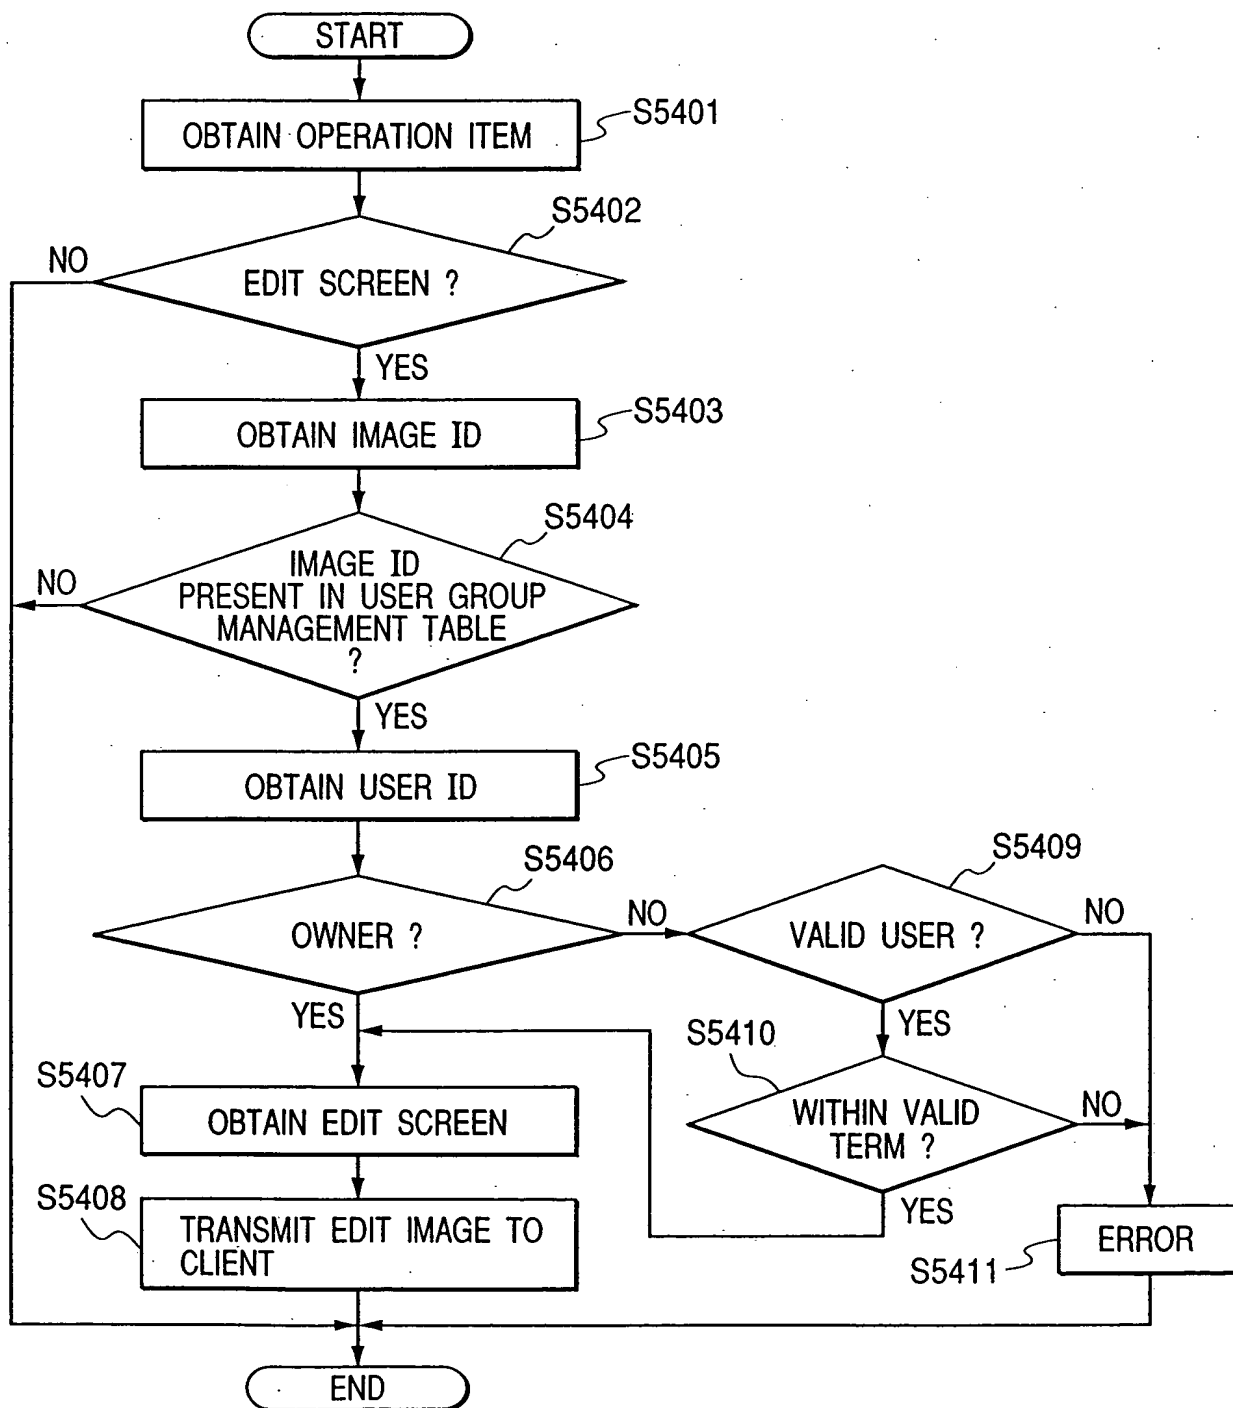 START
OBTAIN OPERATION ITEM
S5401
S5402
NO
EDIT SCREEN ?
YES
OBTAIN IMAGE ID
S5403
S5404
NO
IMAGE ID
PRESENT IN USER GROUP
MANAGEMENT TABLE
?
YES
OBTAIN USER ID
S5405
S5406
OWNER ?
NO
S5409
VALID USER ?
NO
YES
YES
S5410
WITHIN VALID
TERM ?
NO
YES
S5407
OBTAIN EDIT SCREEN
S5408
TRANSMIT EDIT IMAGE TO
CLIENT
ERROR
S5411
END